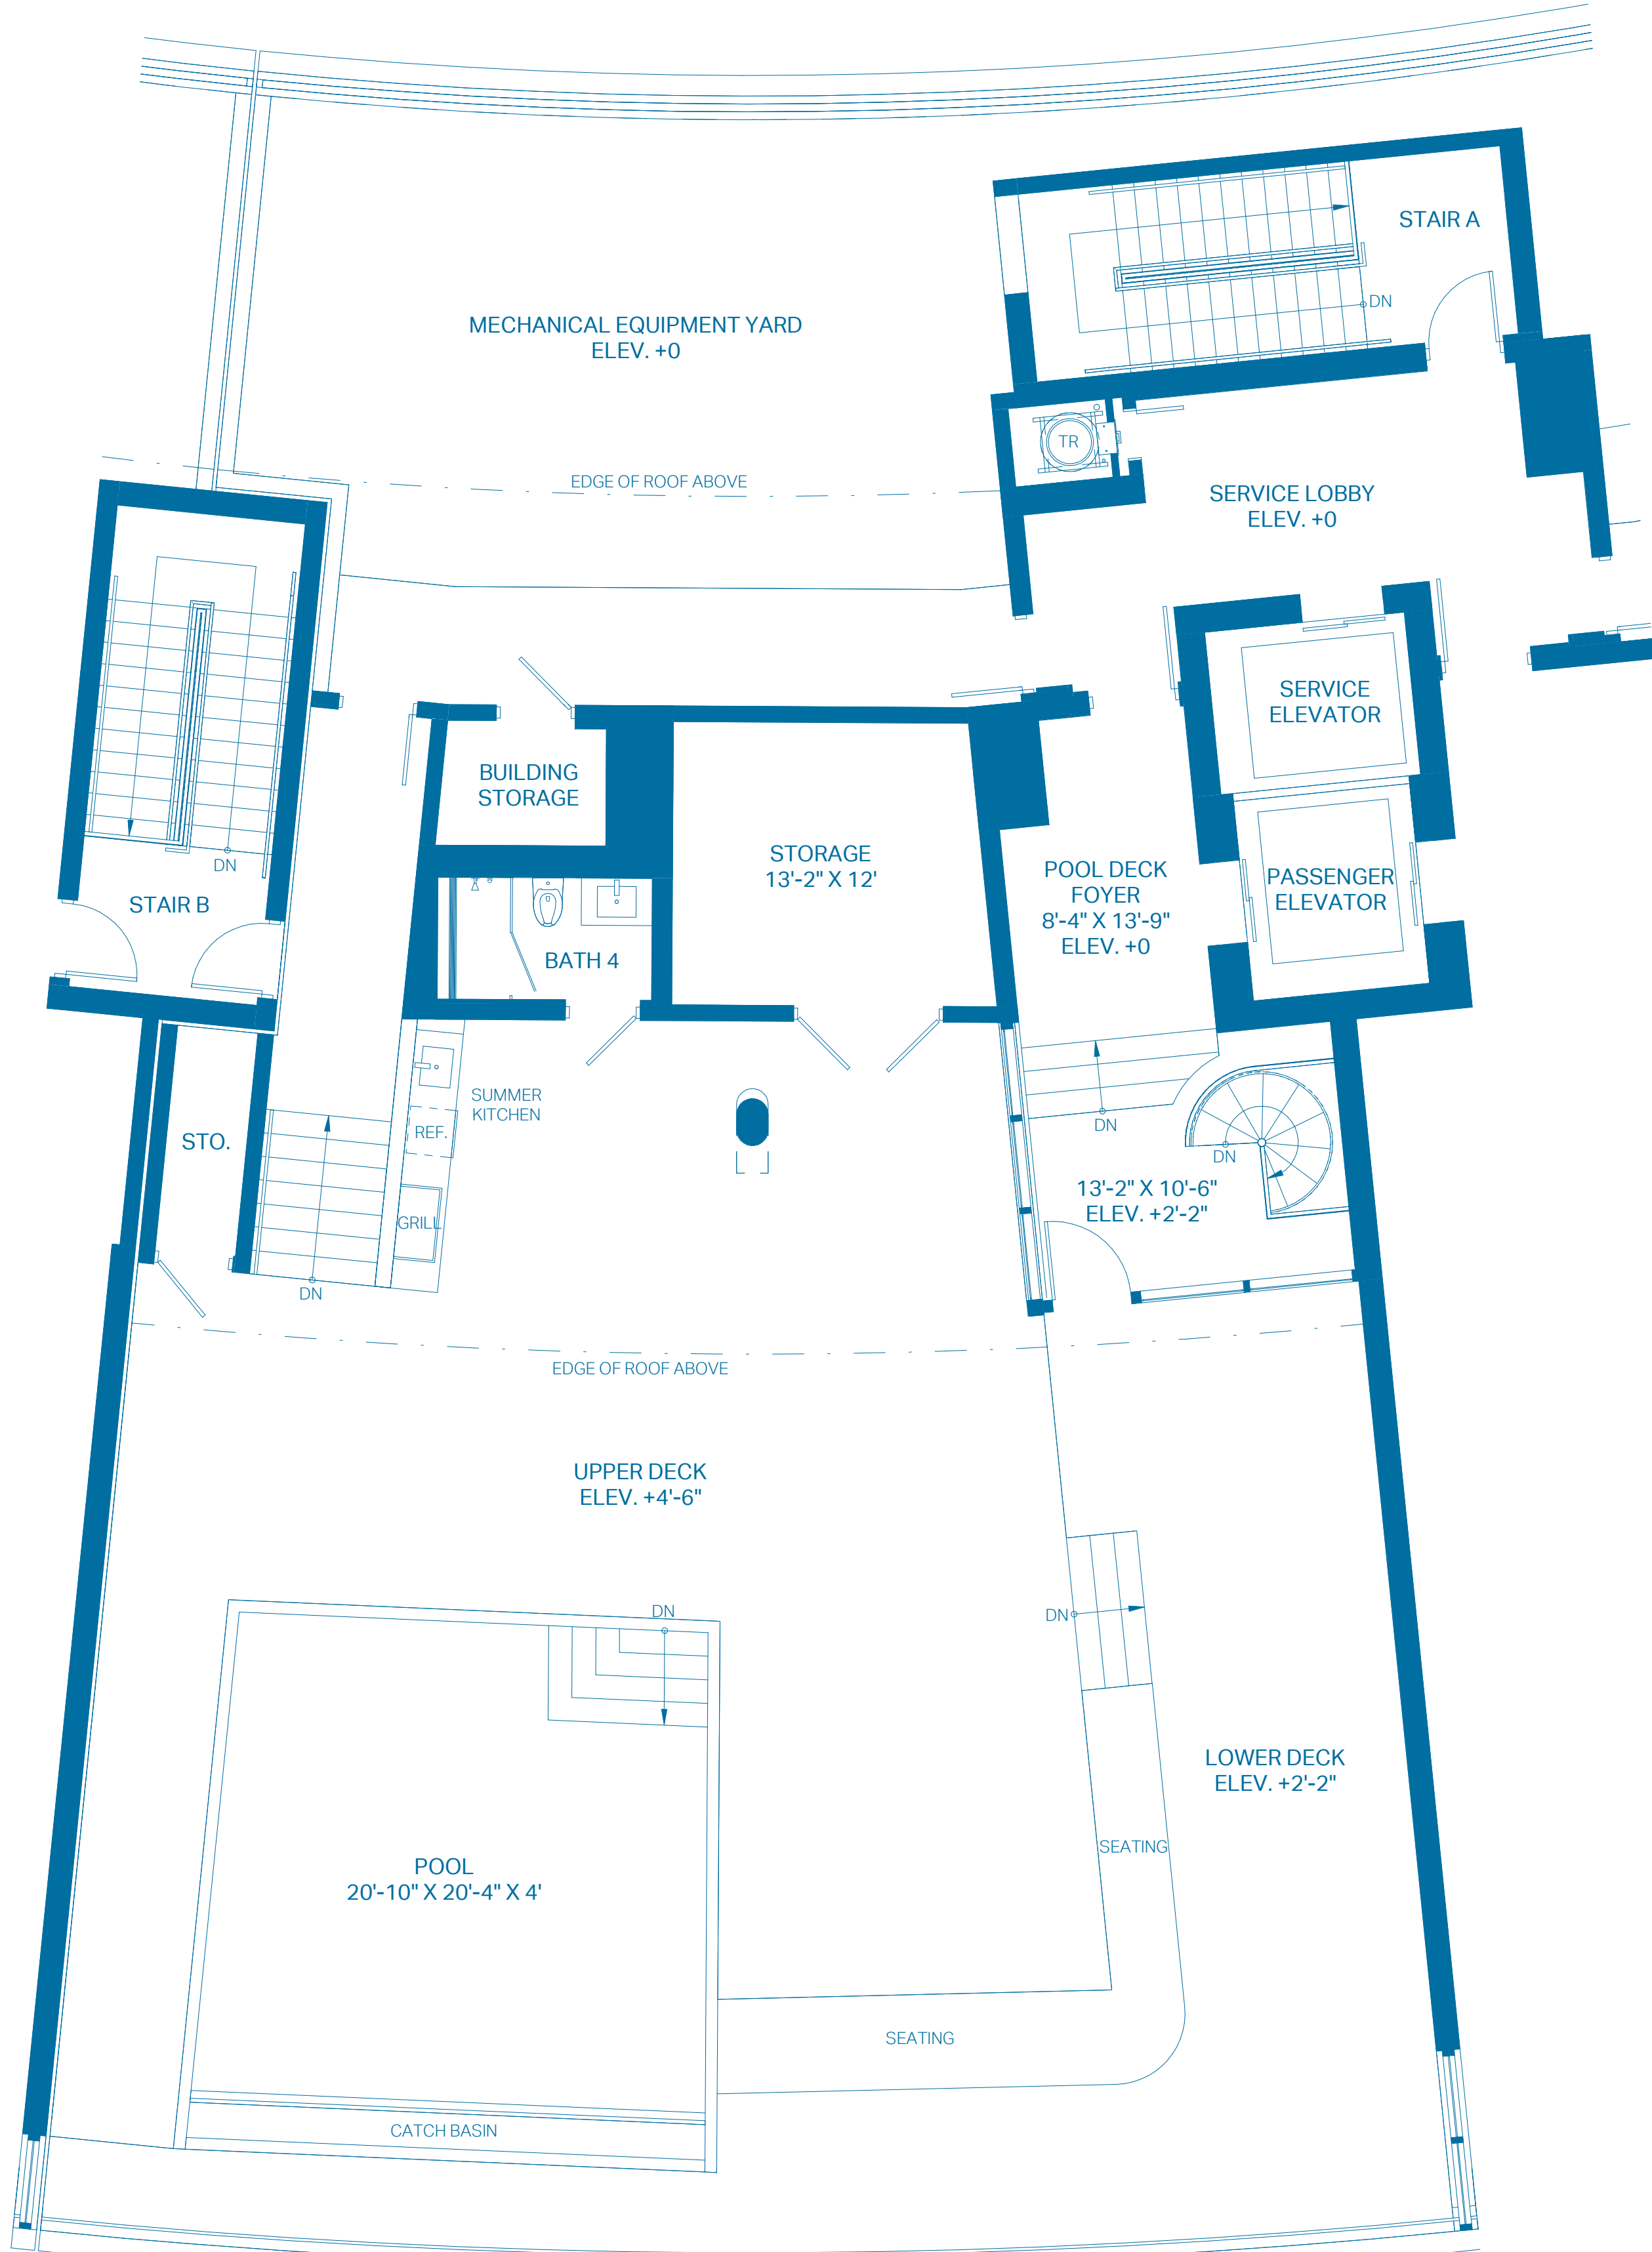 STAIR A
DN
MECHANICAL EQUIPMENT YARD
ELEV. +0
TR
EDGE OF ROOF ABOVE
SERVICE LOBBY
ELEV. +0
SERVICE
ELEVATOR
BUILDING
STORAGE
STORAGE
13'-2" X 12'
POOL DECK
FOYER
8'-4" X 13'-9"
ELEV. +0
PASSENGER
ELEVATOR
DN
STAIR B
BATH 4
SUMMER
KITCHEN
REF.
STO.
GRILL
DN
DN
DN
13'-2" X 10'-6"
ELEV. +2'-2"
EDGE OF ROOF ABOVE
UPPER DECK
ELEV. +4'-6"
DN
DN
LOWER DECK
ELEV. +2'-2"
SEATING
POOL
20'-10" X 20'-4" X 4'
SEATING
CATCH BASIN